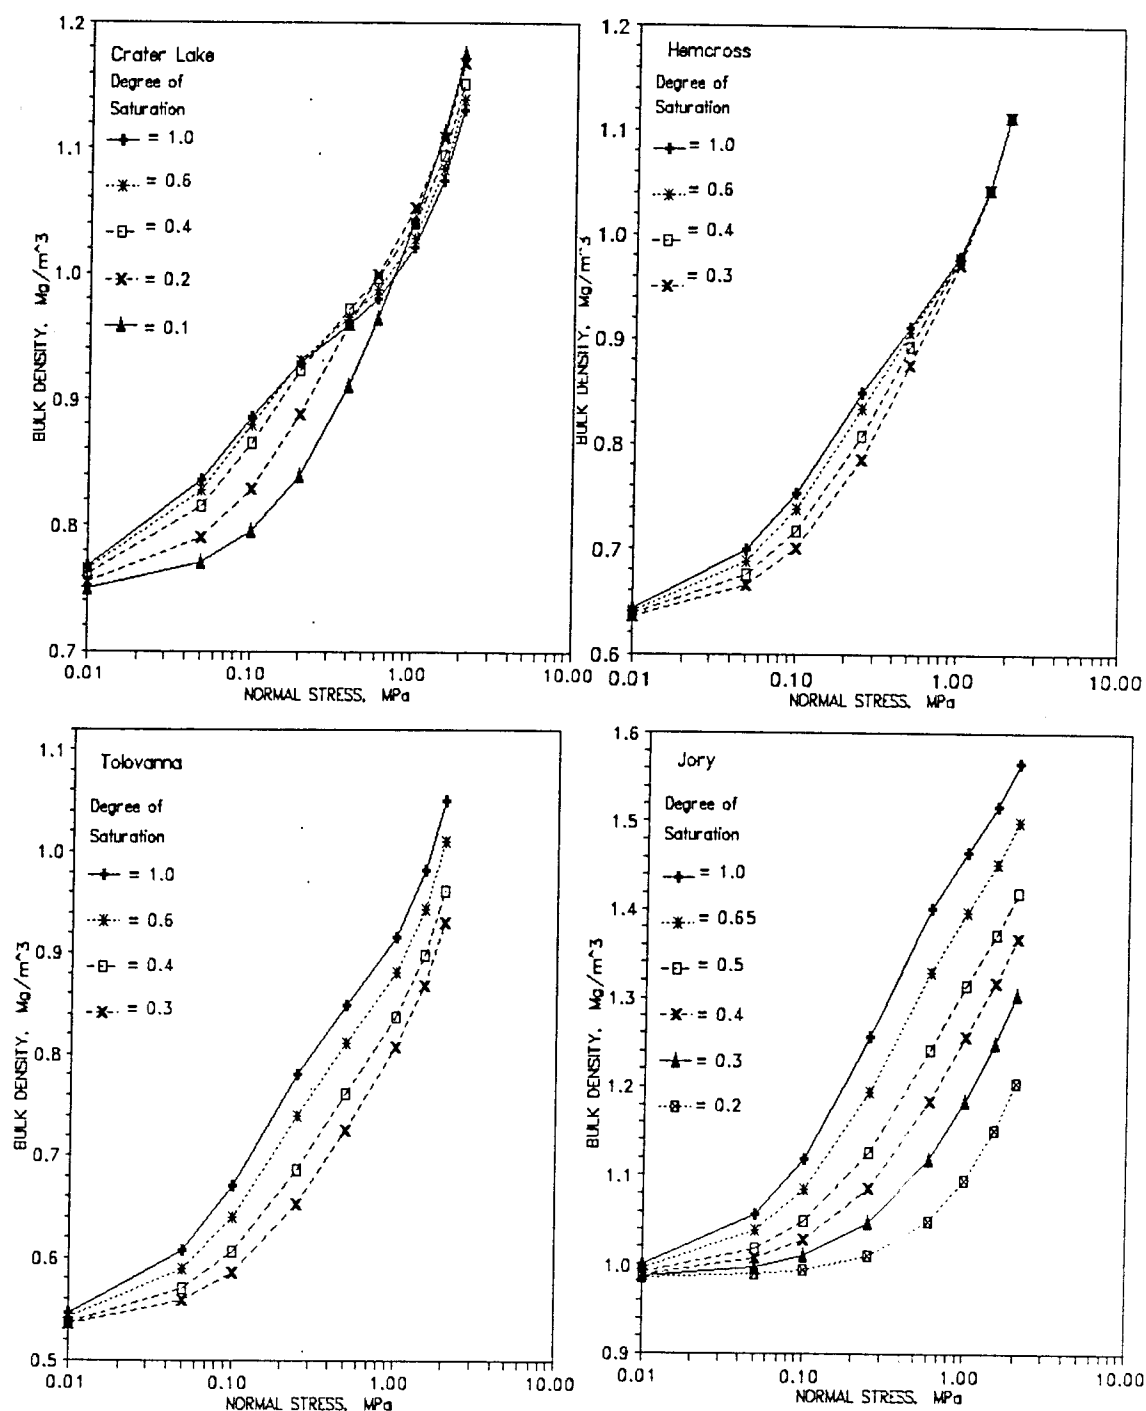 Crater Lake
Degree of
Saturation
= 1.0
= 0.6
= 0.4
= 0.2
= 0.1
1.2
1.1
1.0
0.9
0.8
0.7
BULK DENSITY, Mg/m^3
0.01 0.10 1.00 10.00
NORMAL STRESS, MPa
Hemcross
Degree of
Saturation
= 1.0
= 0.6
= 0.4
= 0.3
1.2
1.1
1.0
0.9
0.8
0.7
0.6
BULK DENSITY, Mg/m^3
0.01 0.10 1.00 10.00
NORMAL STRESS, MPa
Tolovanna
Degree of
Saturation
= 1.0
= 0.6
= 0.4
= 0.3
1.1
1.0
0.9
0.8
0.7
0.6
0.5
BULK DENSITY, Mg/m^3
0.01 0.10 1.00 10.00
NORMAL STRESS, MPa
Jory
Degree of
Saturation
= 1.0
= 0.65
= 0.5
= 0.4
= 0.3
= 0.2
1.6
1.5
1.4
1.3
1.2
1.1
1.0
0.9
BULK DENSITY, Mg/m^3
0.01 0.10 1.00 10.00
NORMAL STRESS, MPa